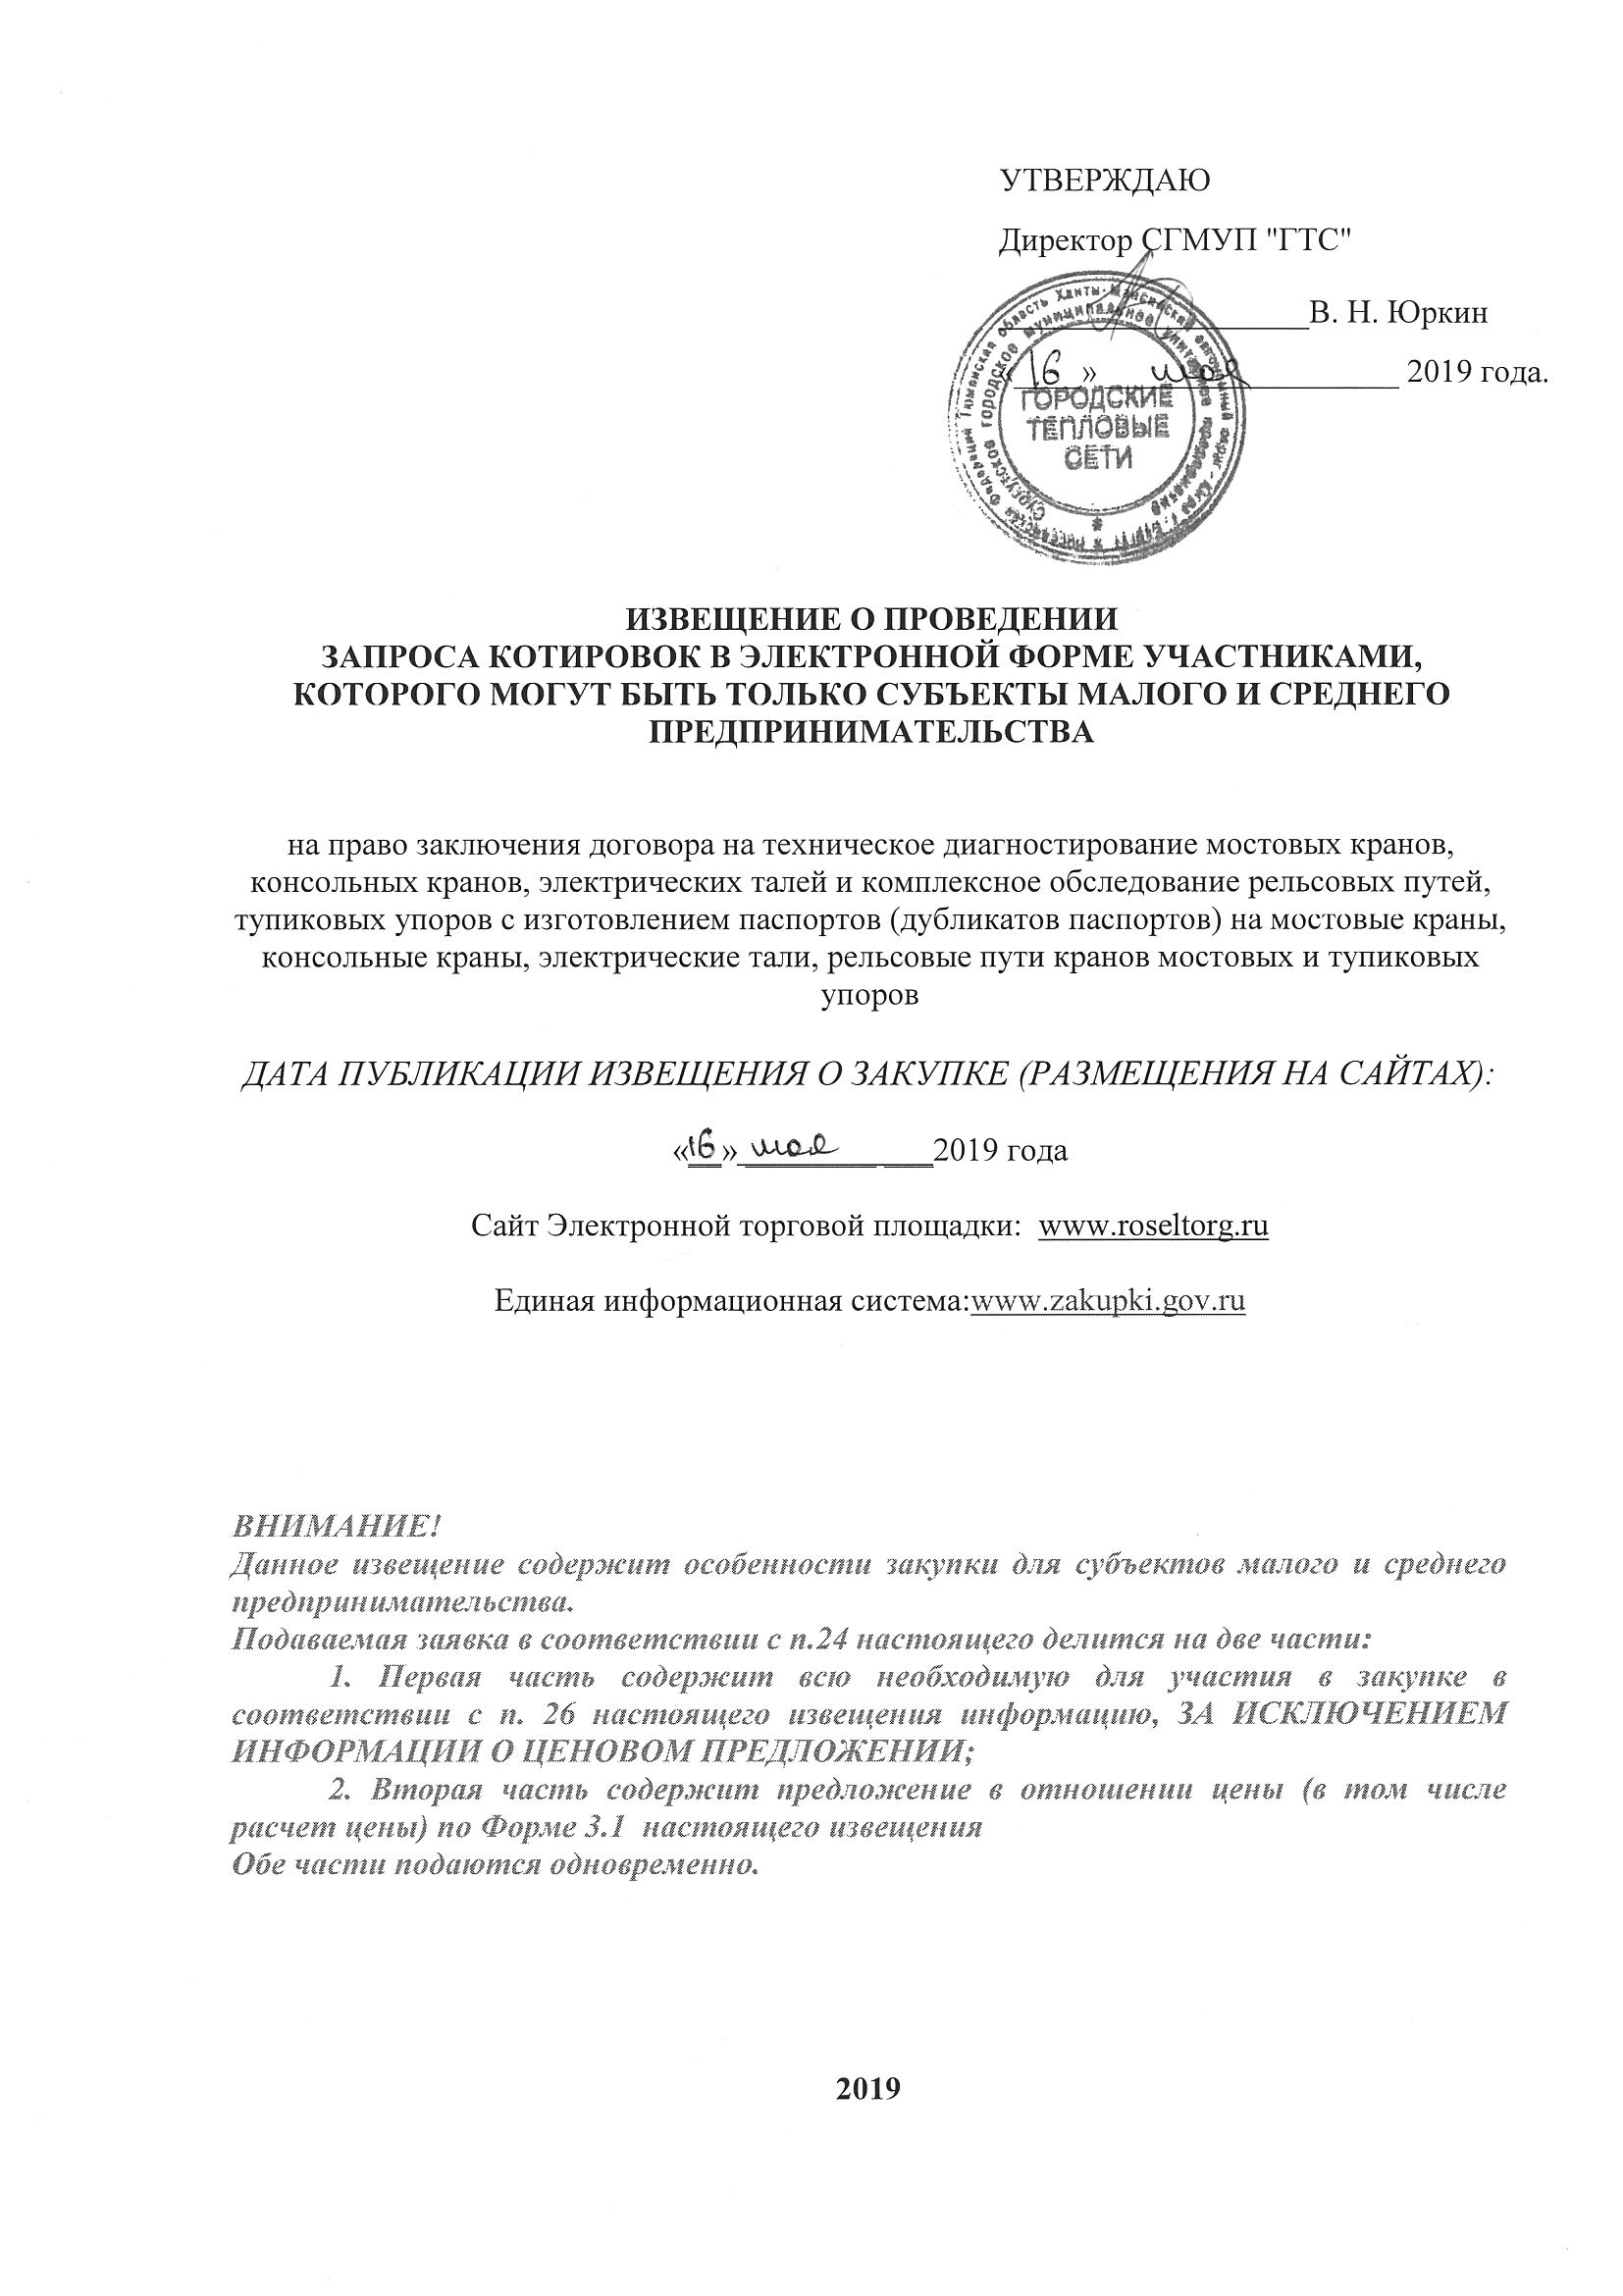 УТВЕРЖДАЮ
Директор СГМУП "ГТС"
В. Н. Юркин
«16» мая 2019 года.
ГОРОДСКИЕ
ТЕПЛОВЫЕ
СЕТИ
ИЗВЕЩЕНИЕ О ПРОВЕДЕНИИ
ЗАПРОСА КОТИРОВОК В ЭЛЕКТРОННОЙ ФОРМЕ УЧАСТНИКАМИ,
КОТОРОГО МОГУТ БЫТЬ ТОЛЬКО СУБЪЕКТЫ МАЛОГО И СРЕДНЕГО
ПРЕДПРИНИМАТЕЛЬСТВА
на право заключения договора на техническое диагностирование мостовых кранов,
консольных кранов, электрических талей и комплексное обследование рельсовых путей,
тупиковых упоров с изготовлением паспортов (дубликатов паспортов) на мостовые краны,
консольные краны, электрические тали, рельсовые пути кранов мостовых и тупиковых
упоров
ДАТА ПУБЛИКАЦИИ ИЗВЕЩЕНИЯ О ЗАКУПКЕ (РАЗМЕЩЕНИЯ НА САЙТАХ):
«16» мая 2019 года
Сайт Электронной торговой площадки: www.roseltorg.ru
Единая информационная система:www.zakupki.gov.ru
ВНИМАНИЕ!
Данное извещение содержит особенности закупки для субъектов малого и среднего
предпринимательства.
Подаваемая заявка в соответствии с п.24 настоящего делится на две части:
1. Первая часть содержит всю необходимую для участия в закупке в
соответствии с п. 26 настоящего извещения информацию, ЗА ИСКЛЮЧЕНИЕМ
ИНФОРМАЦИИ О ЦЕНОВОМ ПРЕДЛОЖЕНИИ;
2. Вторая часть содержит предложение в отношении цены (в том числе
расчет цены) по Форме 3.1 настоящего извещения
Обе части подаются одновременно.
2019